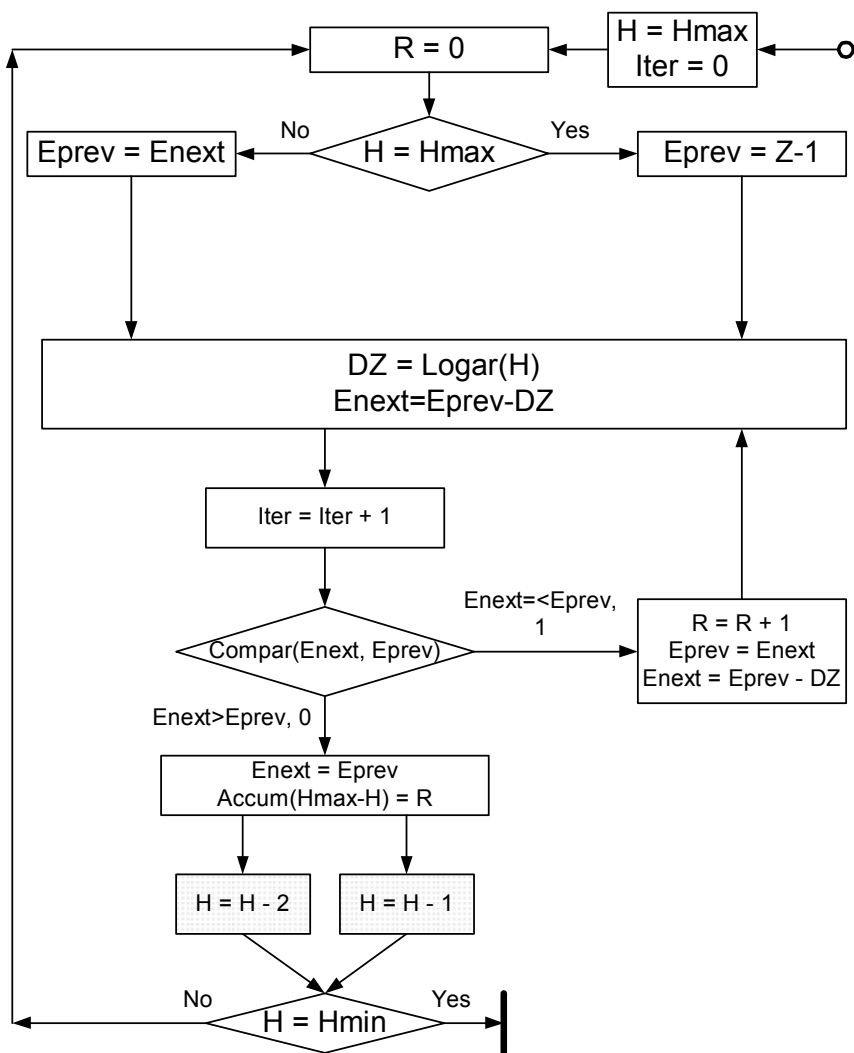 H = Hmax
Iter = 0
R = 0
No
Yes
H = Hmax
Eprev = Enext
Eprev = Z-1
DZ = Logar(H)
Enext=Eprev-DZ
Iter = Iter + 1
Compar(Enext, Eprev)
Enext=<Eprev,
1
R = R + 1
Eprev = Enext
Enext = Eprev - DZ
Enext>Eprev, 0
Enext = Eprev
Accum(Hmax-H) = R
H = H - 2
H = H - 1
No
Yes
H = Hmin